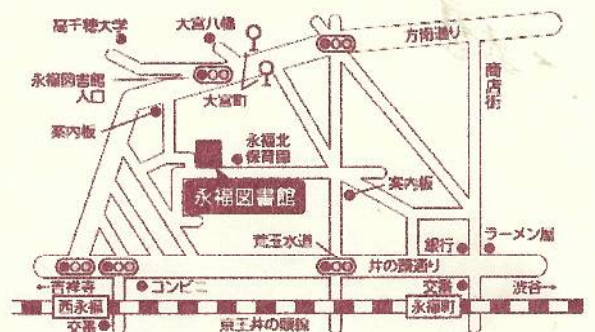 高千穂大学
大宮八幡
方南通り
永福図書館
入口
大宮町
商店街
案内板
永福北
保育園
永福図書館
案内板
荒玉水道
銀行
ラーメン屋
井の頭通り
←吉祥寺
コンビニ
交番
渋谷→
西永福
永福町
交番
京王井の頭線